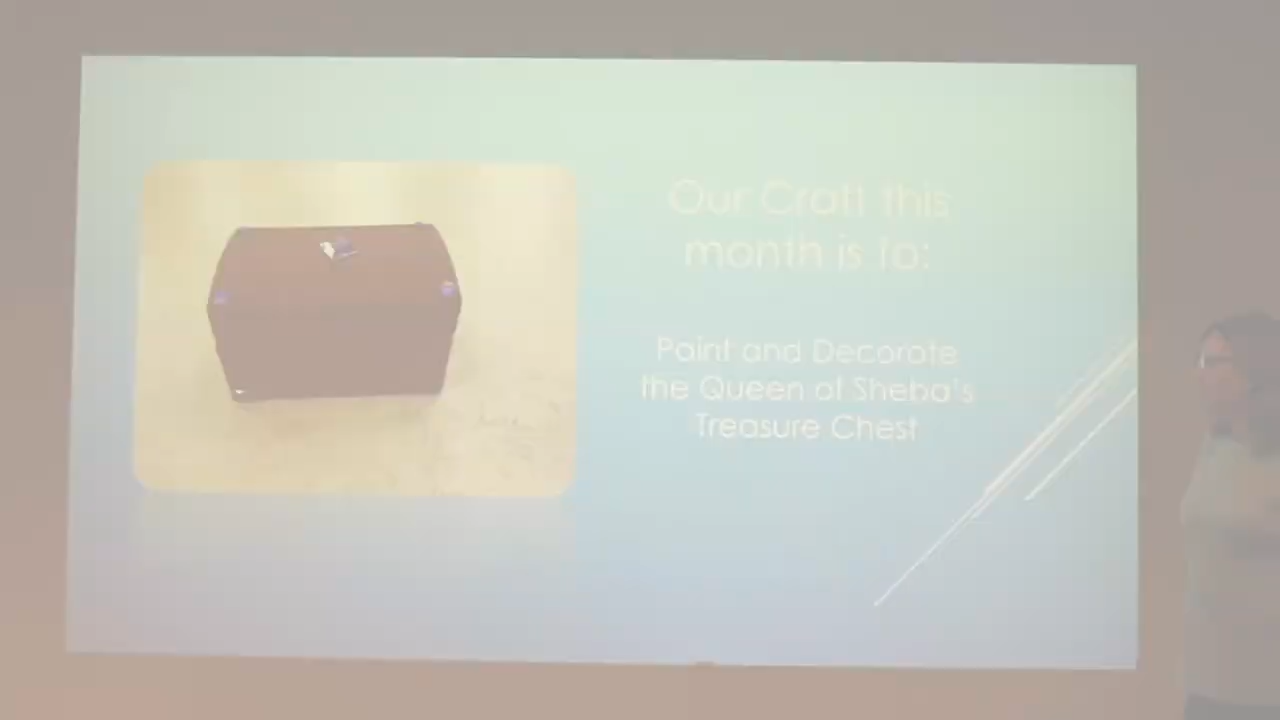 Our Craft this
month is to:
Paint and Decorate
the Queen of Sheba's
Treasure Chest